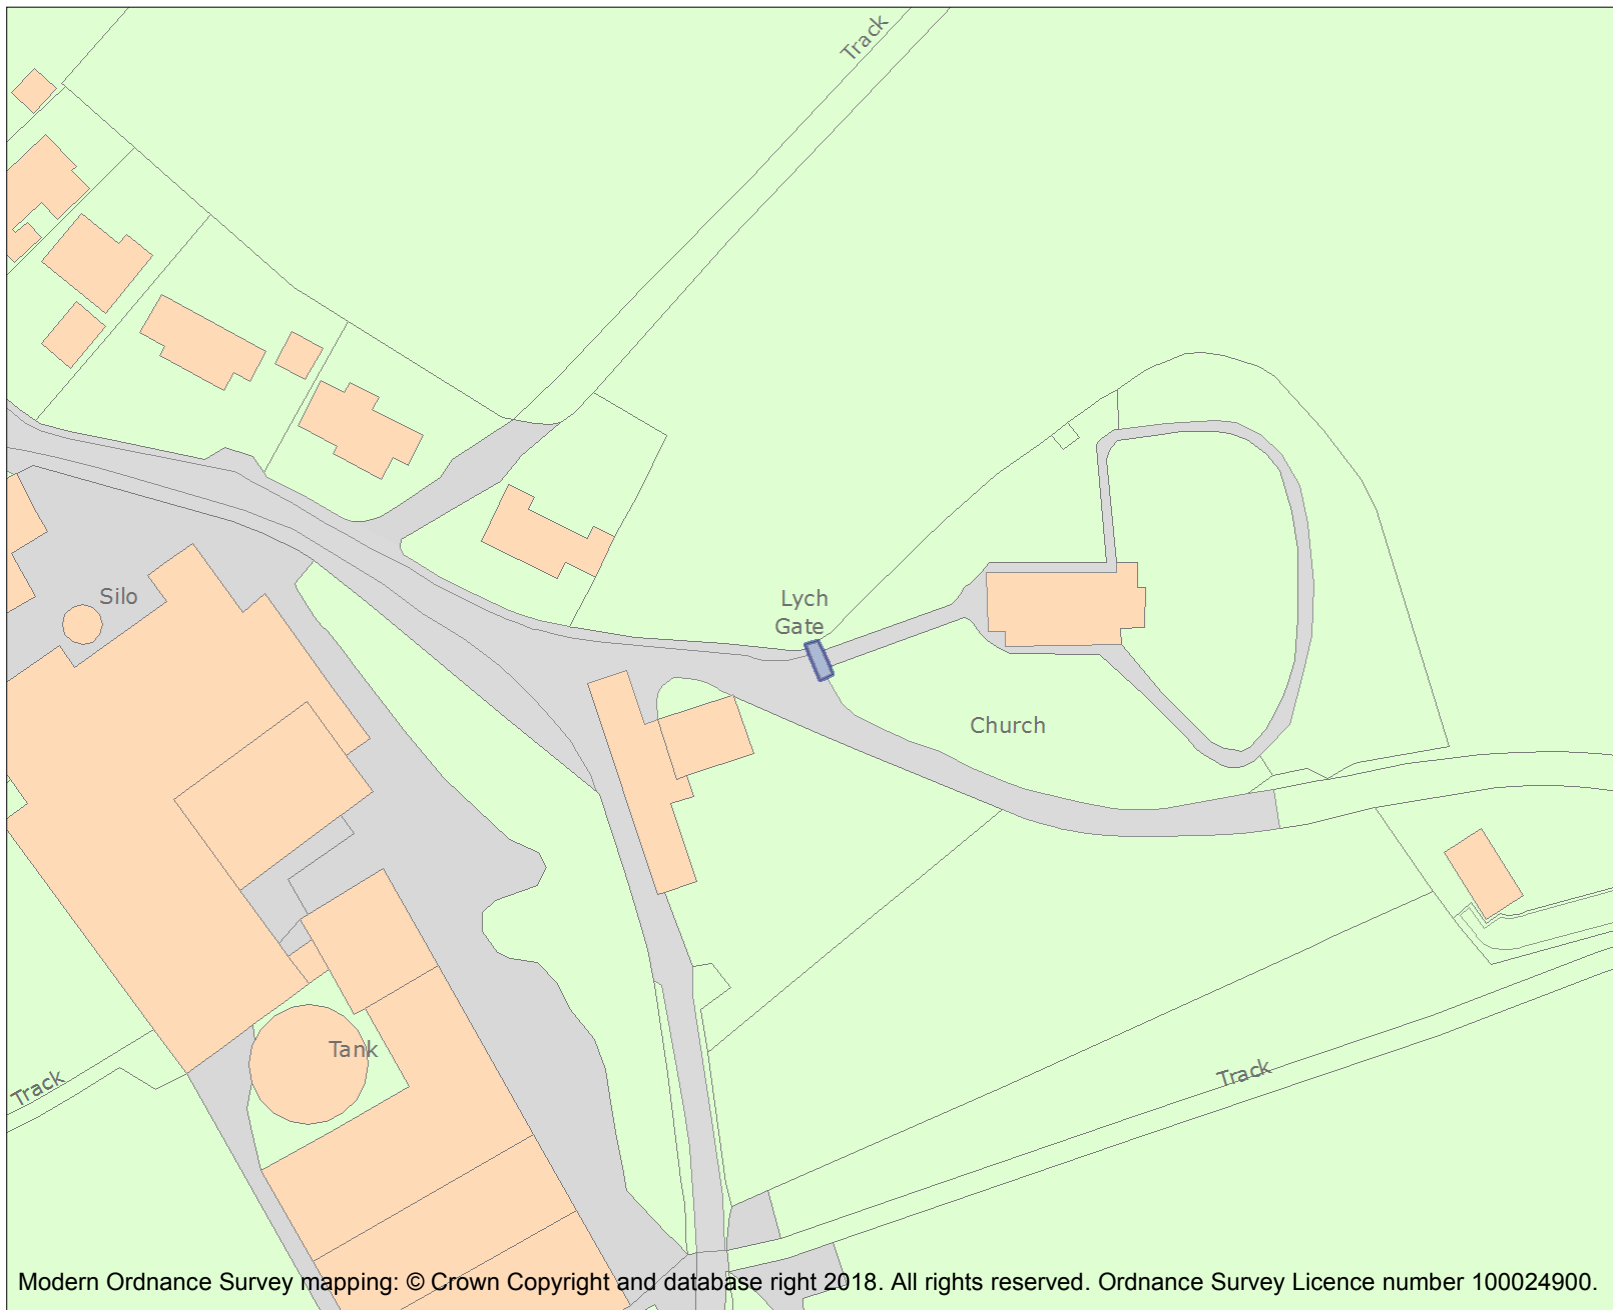 Track
Silo
Lych
Gate
Church
Tank
Track
Track
Modern Ordnance Survey mapping: © Crown Copyright and database right 2018. All rights reserved. Ordnance Survey Licence number 100024900.